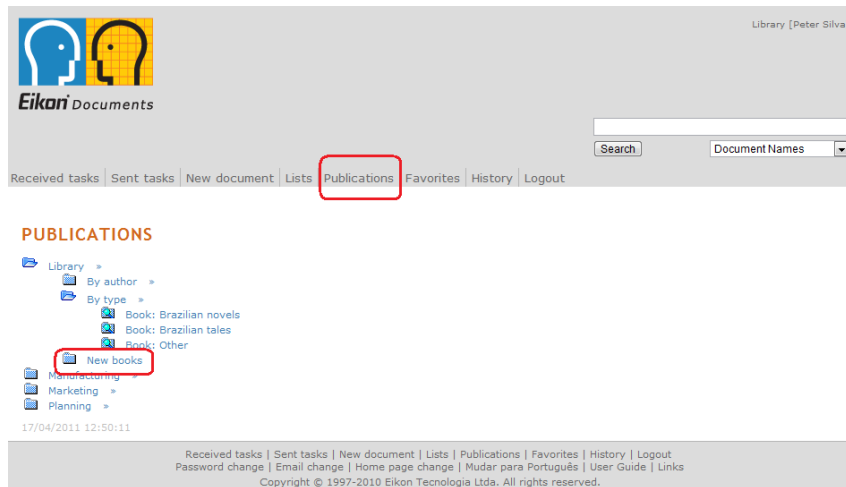 Library [Peter Silva
Eikon Documents
Search Document Names
Received tasks Sent tasks New document Lists Publications Favorites History Logout
PUBLICATIONS
Library »
By author »
By type »
Book: Brazilian novels
Book: Brazilian tales
Book: Other
New books
Manufacturing »
Marketing »
Planning »
17/04/2011 12:50:11
Received tasks | Sent tasks | New document | Lists | Publications | Favorites | History | Logout
Password change | Email change | Home page change | Mudar para Português | User Guide | Links
Copyright © 1997-2010 Eikon Tecnologia Ltda. All rights reserved.